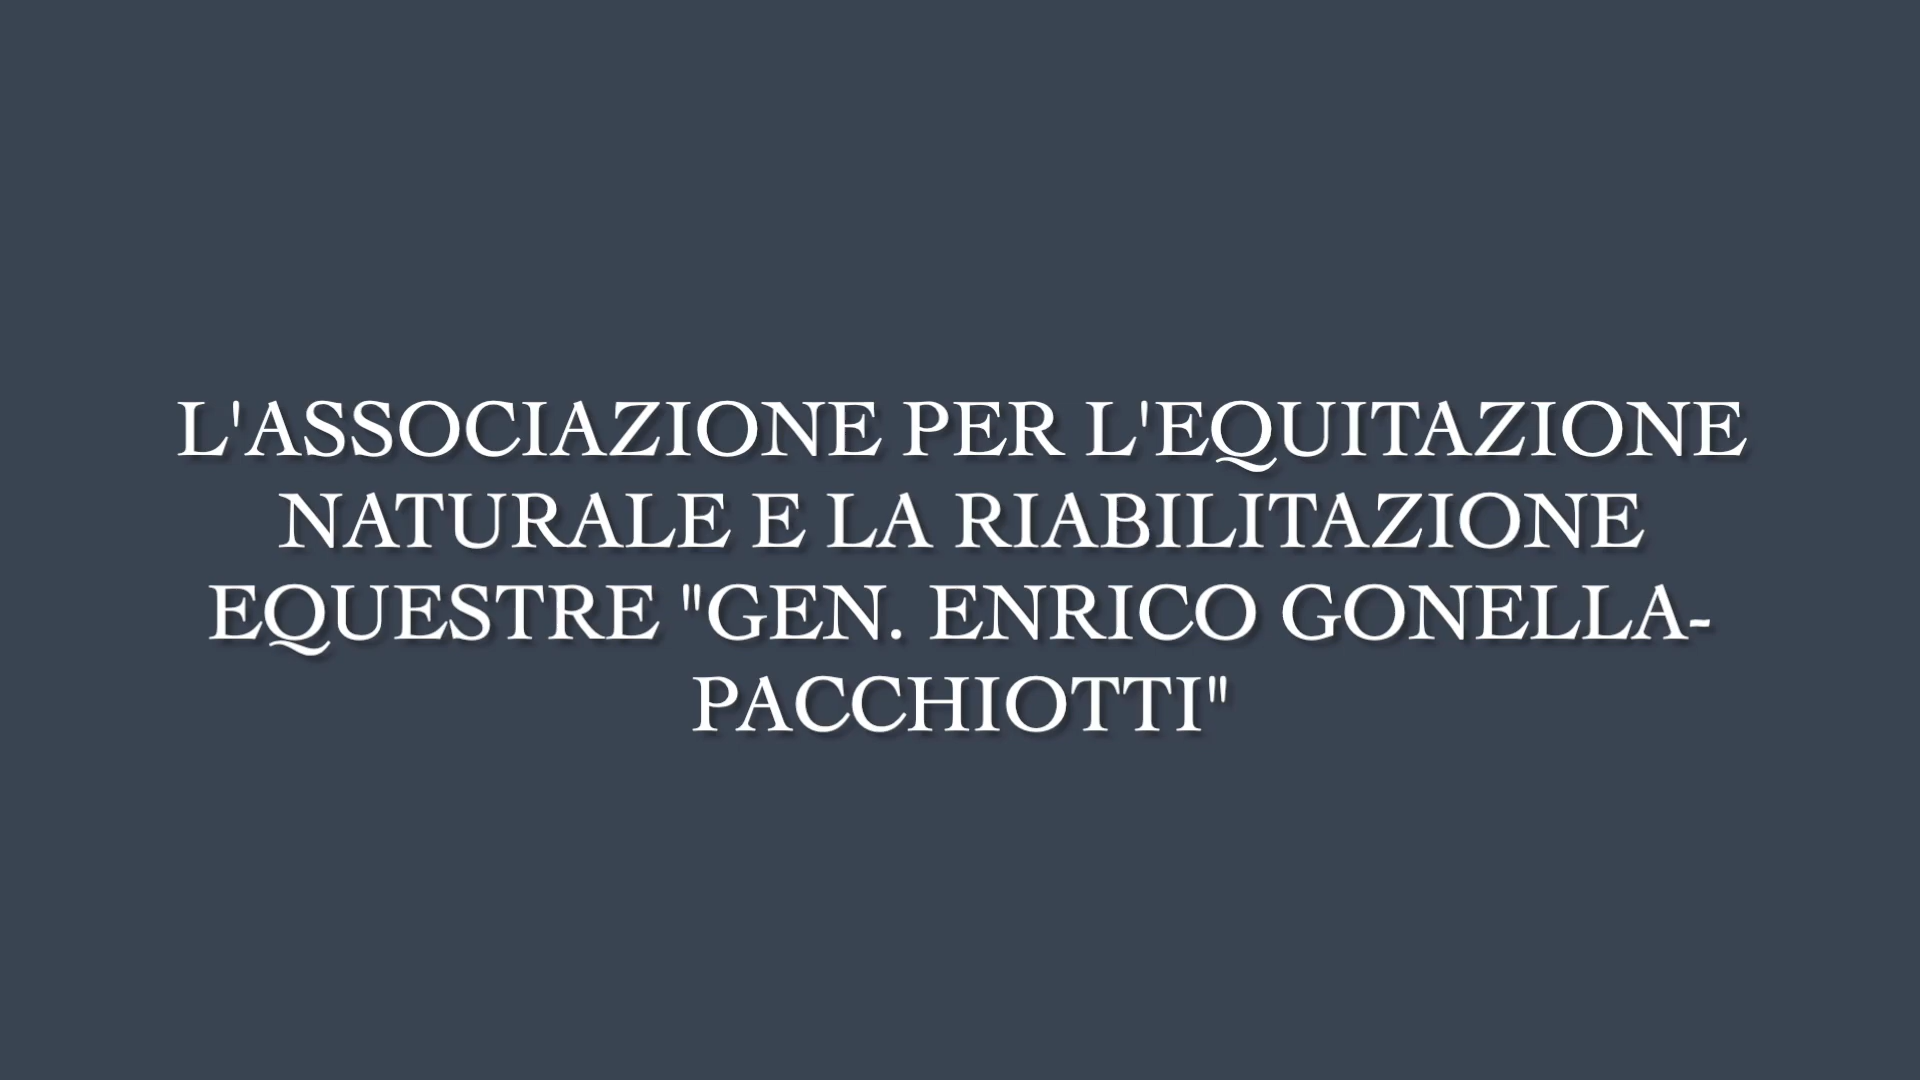 L'ASSOCIAZIONE PER L'EQUITAZIONE
NATURALE E LA RIABILITAZIONE
EQUESTRE "GEN. ENRICO GONELLA-
PACCHIOTTI"